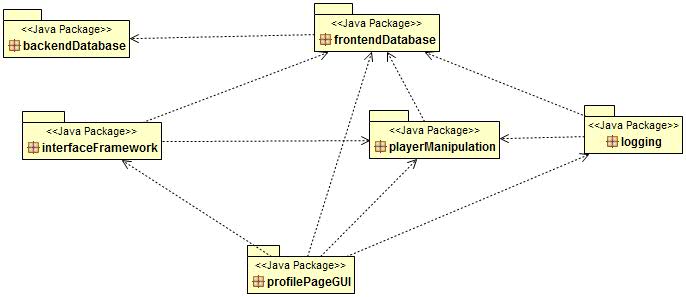 <<Java Package>>
backendDatabase
<<Java Package>>
frontendDatabase
<<Java Package>>
interfaceFramework
<<Java Package>>
playerManipulation
<<Java Package>>
logging
<<Java Package>>
profilePageGUI